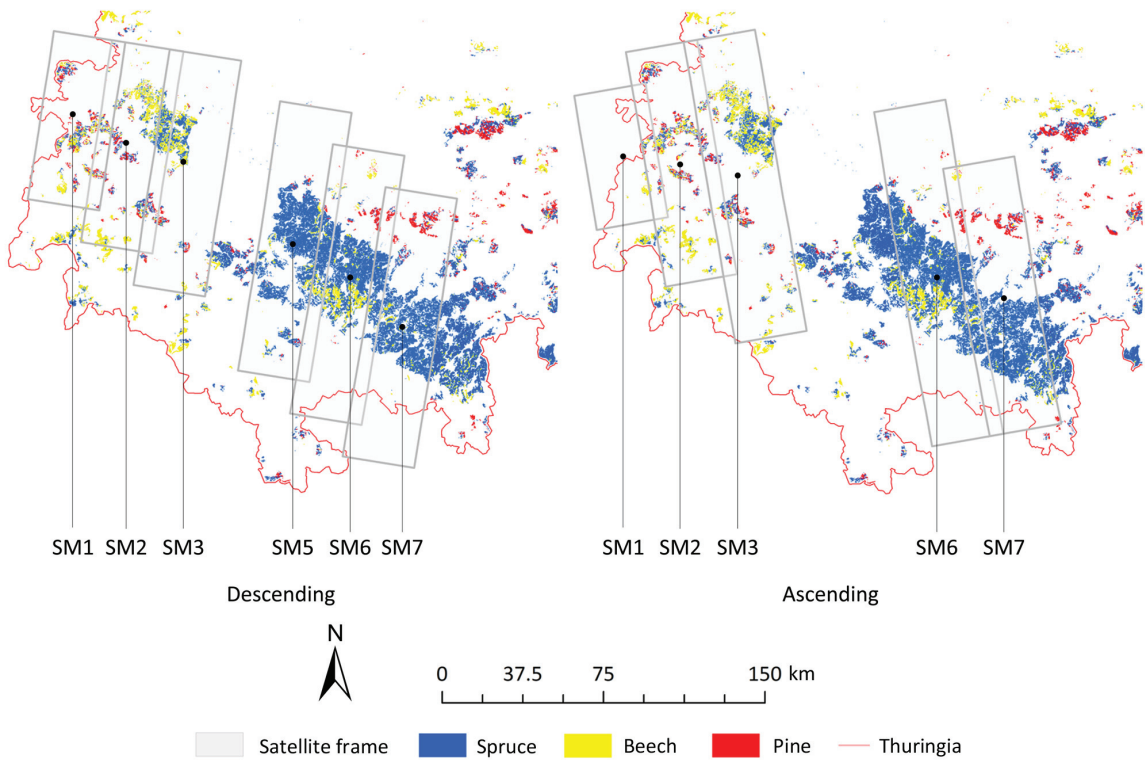 SM1 SM2 SM3 SM5 SM6 SM7 SM1 SM2 SM3 SM6 SM7
Descending Ascending
N
0 37.5 75 150 km
Satellite frame Spruce Beech Pine Thuringia